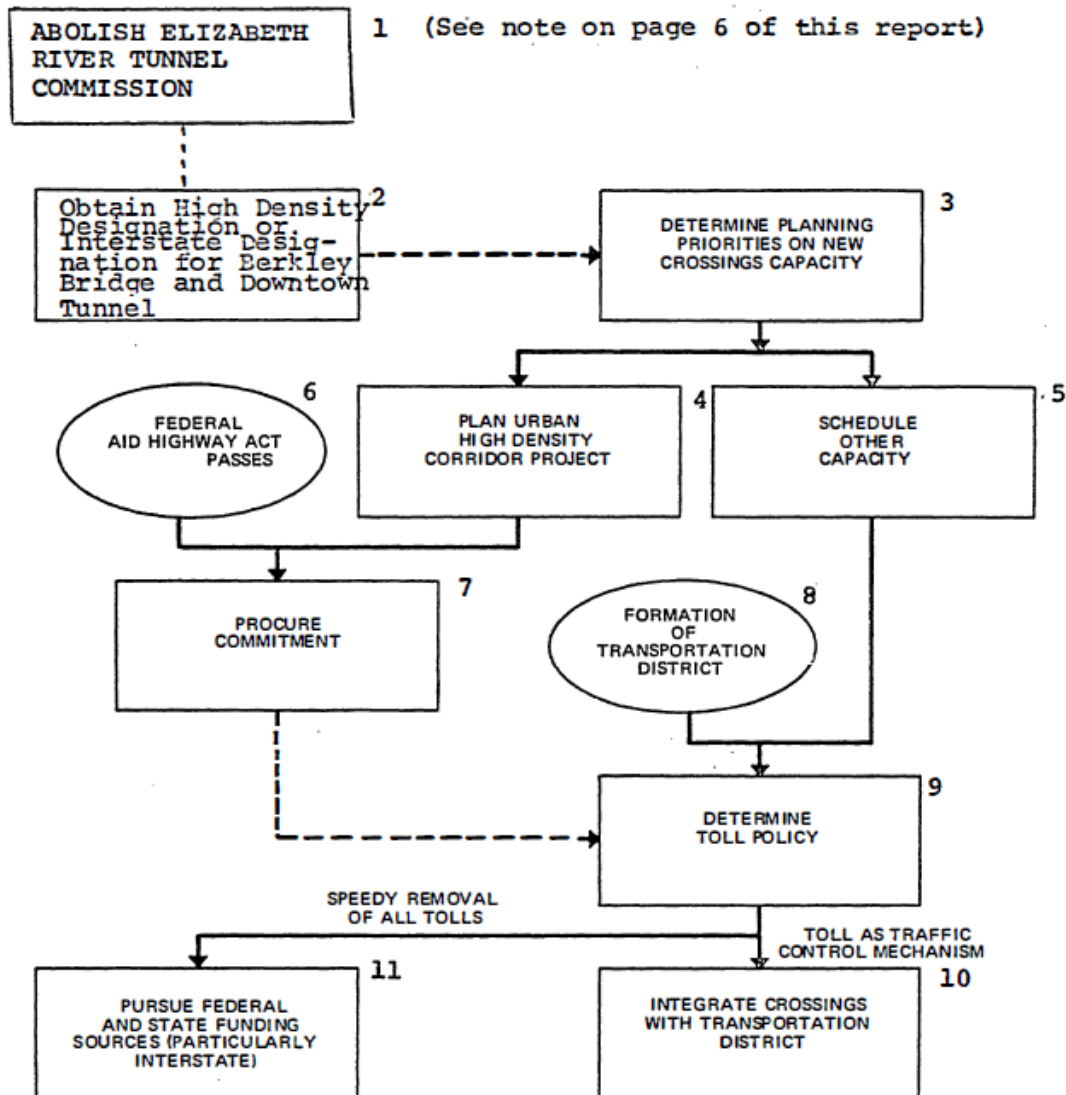 ABOLISH ELIZABETH
RIVER TUNNEL
COMMISSION
1 (See note on page 6 of this report)
Obtain High Density
Designation or
Interstate Desig-
nation for Berkley
Bridge and Downtown
Tunnel
2
DETERMINE PLANNING
PRIORITIES ON NEW
CROSSINGS CAPACITY
3
FEDERAL
AID HIGHWAY ACT
PASSES
6
PLAN URBAN
HIGH DENSITY
CORRIDOR PROJECT
4
SCHEDULE
OTHER
CAPACITY
5
PROCURE
COMMITMENT
7
FORMATION
OF
TRANSPORTATION
DISTRICT
8
DETERMINE
TOLL POLICY
9
SPEEDY REMOVAL
OF ALL TOLLS
TOLL AS TRAFFIC
CONTROL MECHANISM
PURSUE FEDERAL
AND STATE FUNDING
SOURCES (PARTICULARLY
INTERSTATE)
11
INTEGRATE CROSSINGS
WITH TRANSPORTATION
DISTRICT
10